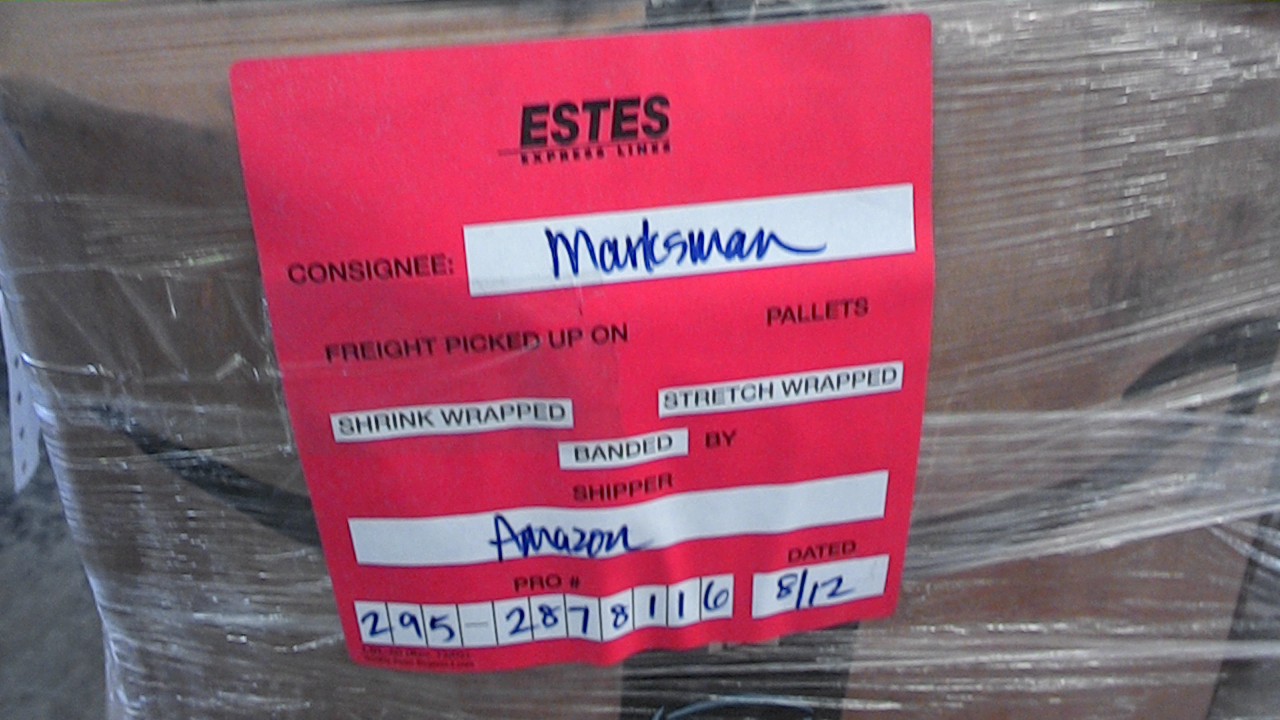 ESTES
EXPRESS LINES
CONSIGNEE: Marksman
FREIGHT PICKED UP ON PALLETS
SHRINK WRAPPED STRETCH WRAPPED
BANDED BY
SHIPPER
Amazon
PRO # DATED
295-2878116 8/12